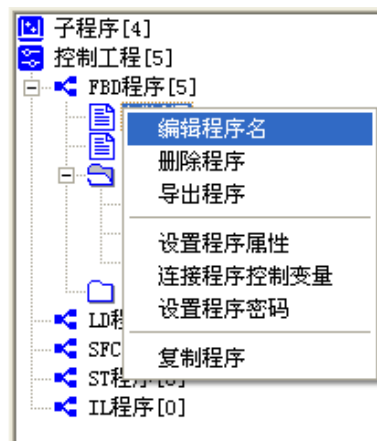 子程序[4]
控制工程[5]
FBD程序[5]
编辑程序名
删除程序
导出程序
设置程序属性
连接程序控制变量
设置程序密码
复制程序
LD程
SFC
ST程序[0]
IL程序[0]